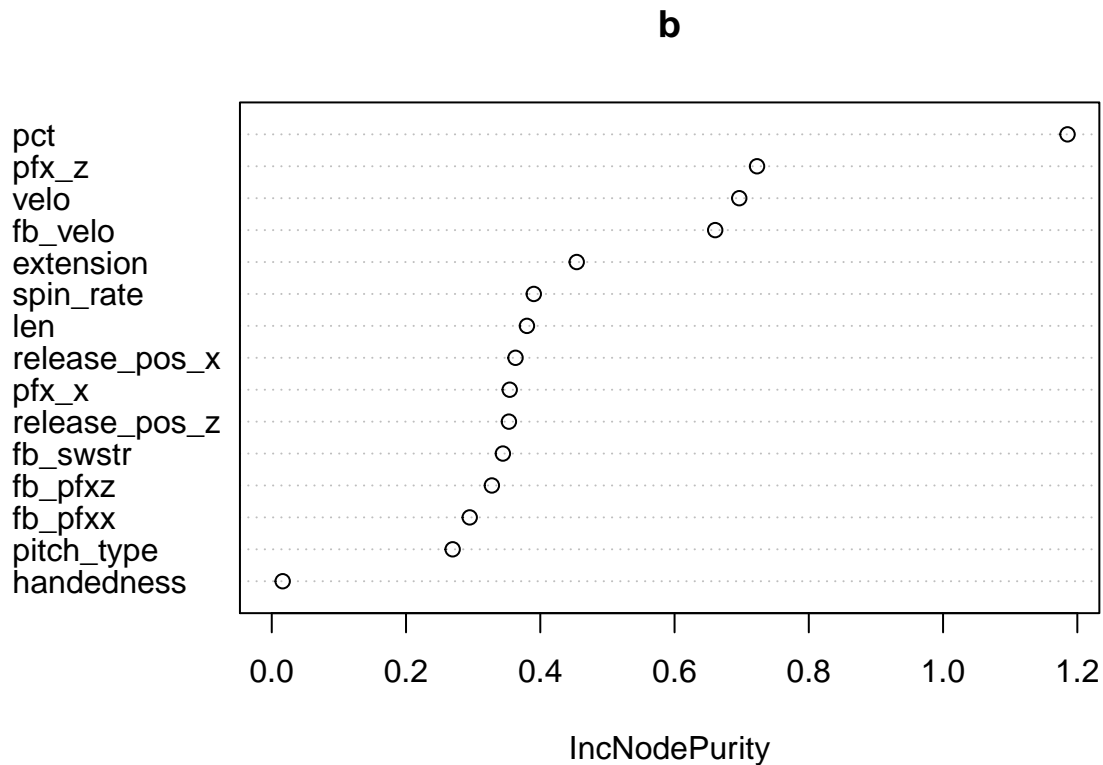 b
pct
pfx_z
velo
fb_velo
extension
spin_rate
len
release_pos_x
pfx_x
release_pos_z
fb_swstr
fb_pfxz
fb_pfxx
pitch_type
handedness
0.0 0.2 0.4 0.6 0.8 1.0 1.2
IncNodePurity